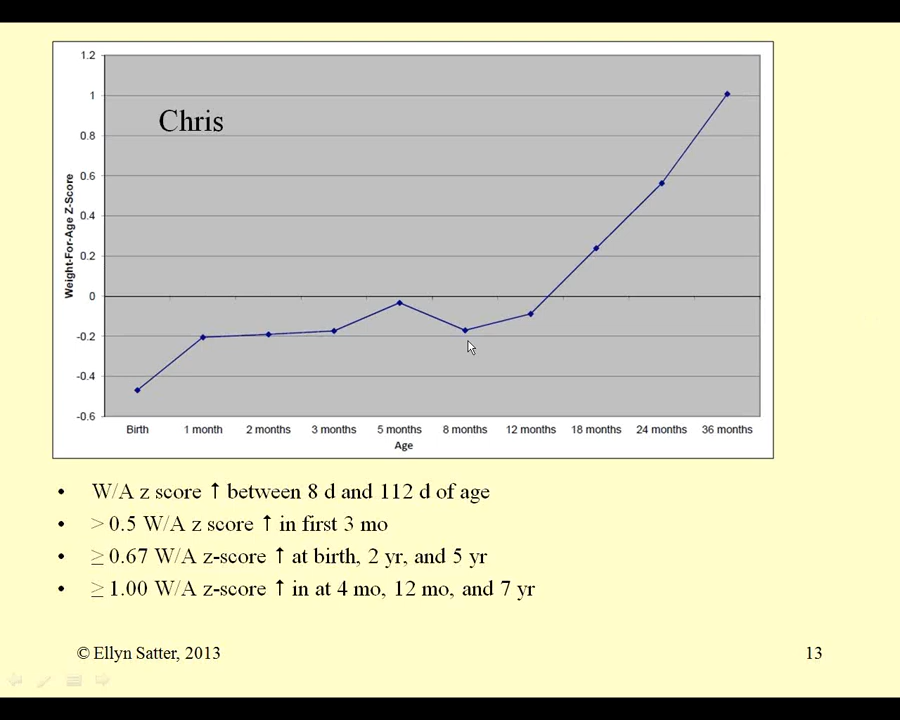 1.2
1
0.8
0.6
0.4
0.2
0
-0.2
-0.4
-0.6
Weight-For-Age Z-Score
Chris
Birth 1 month 2 months 3 months 5 months 8 months 12 months 18 months 24 months 36 months
Age
• W/A z score ↑ between 8 d and 112 d of age
• > 0.5 W/A z score ↑ in first 3 mo
• ≥ 0.67 W/A z-score ↑ at birth, 2 yr, and 5 yr
• ≥ 1.00 W/A z-score ↑ in at 4 mo, 12 mo, and 7 yr
© Ellyn Satter, 2013
13